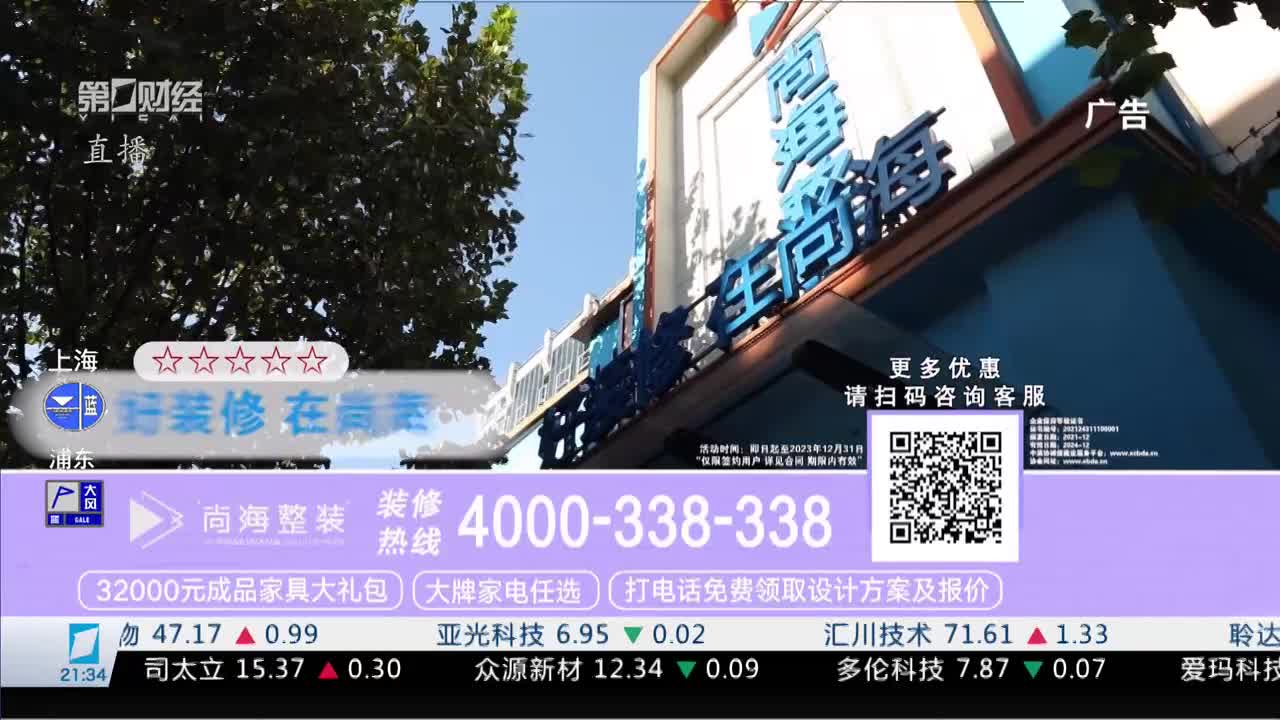 第一财经
YICAI
直播
广告
尚海整装
好装修 在尚海
上海
蓝
浦东
大风
蓝 GALE
更多优惠
请扫码咨询客服
活动时间：即日起至2023年12月31日
“仅限签约用户 详见合同 期限内有效”
尚海整装
装修热线
4000-338-338
32000元成品家具大礼包
大牌家电任选
打电话免费领取设计方案及报价
物 47.17 ▲ 0.99 亚光科技 6.95 ▼ 0.02 汇川技术 71.61 ▲ 1.33 聆达
21:34
司太立 15.37 ▲ 0.30 众源新材 12.34 ▼ 0.09 多伦科技 7.87 ▼ 0.07 爱玛科技